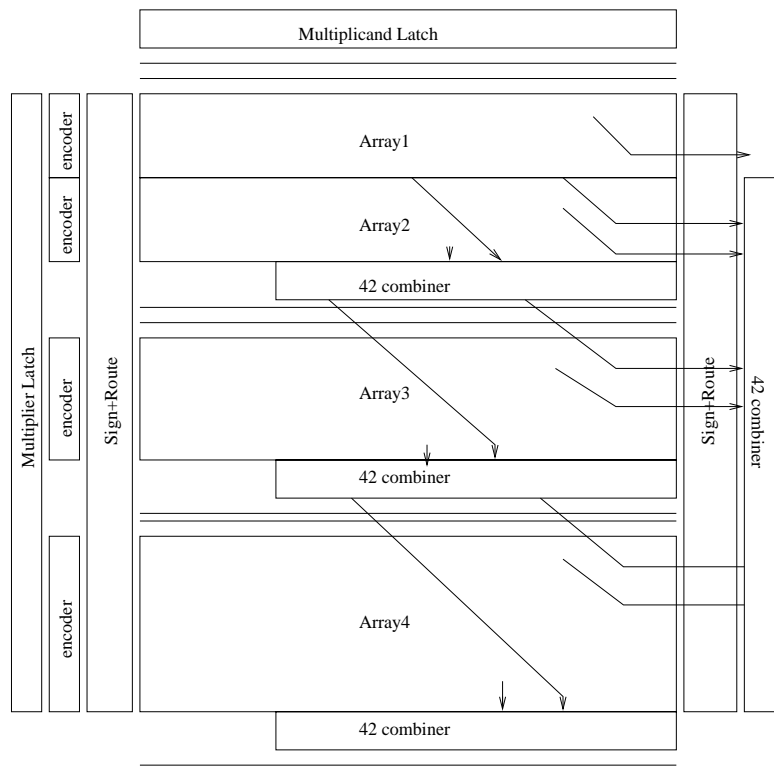 Multiplicand Latch
encoder
Array1
encoder
Array2
42 combiner
Multiplier Latch
encoder
Sign+Route
Array3
Sign+Route
42 combiner
42 combiner
encoder
Array4
42 combiner